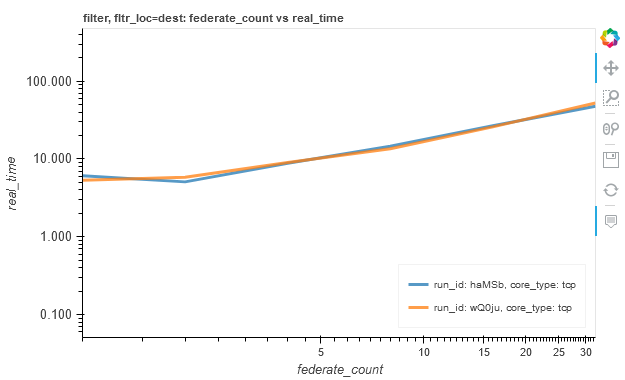 filter, fltr_loc=dest: federate_count vs real_time
100.000
10.000
1.000
0.100
real_time
run_id: haMSb, core_type: tcp
run_id: wQ0ju, core_type: tcp
5
10
15
20
25
30
federate_count